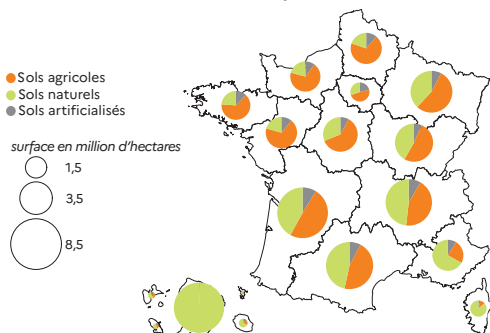 Sols agricoles
Sols naturels
Sols artificialisés
surface en million d'hectares
1,5
3,5
8,5